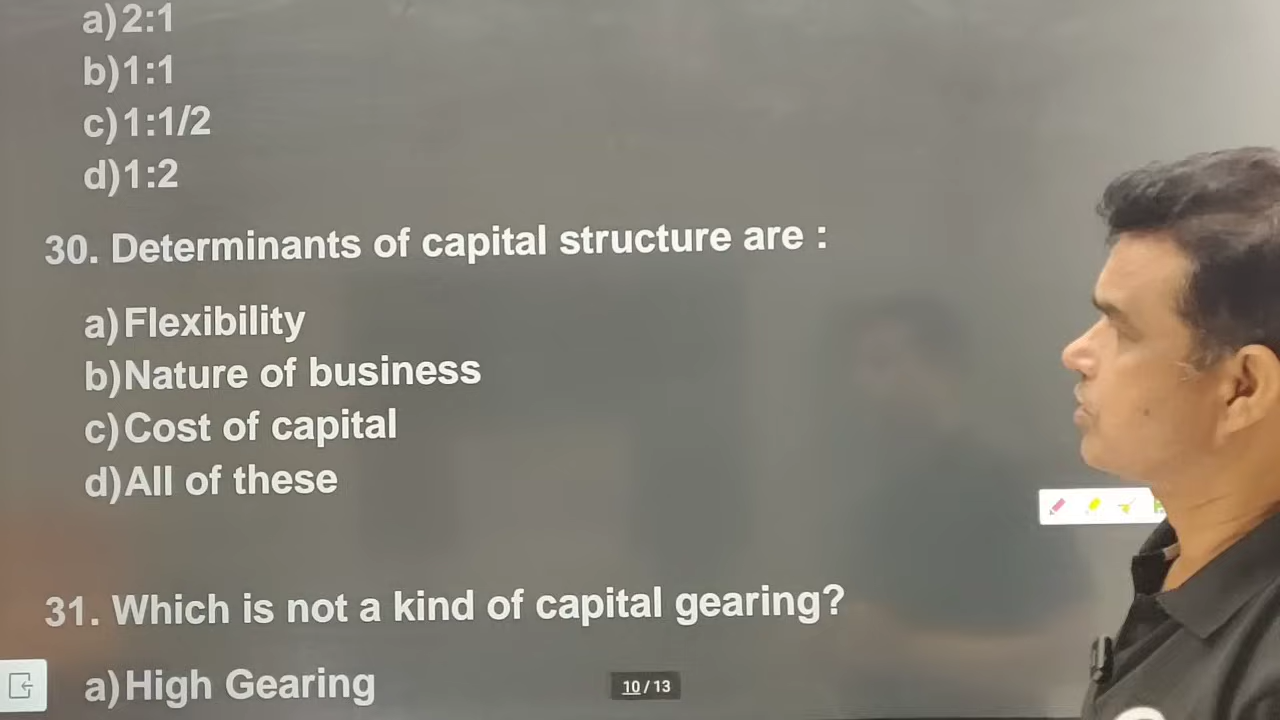 a) 2:1
b) 1:1
c) 1:1/2
d) 1:2
30. Determinants of capital structure are :
a) Flexibility
b) Nature of business
c) Cost of capital
d) All of these
31. Which is not a kind of capital gearing?
a) High Gearing
10 / 13